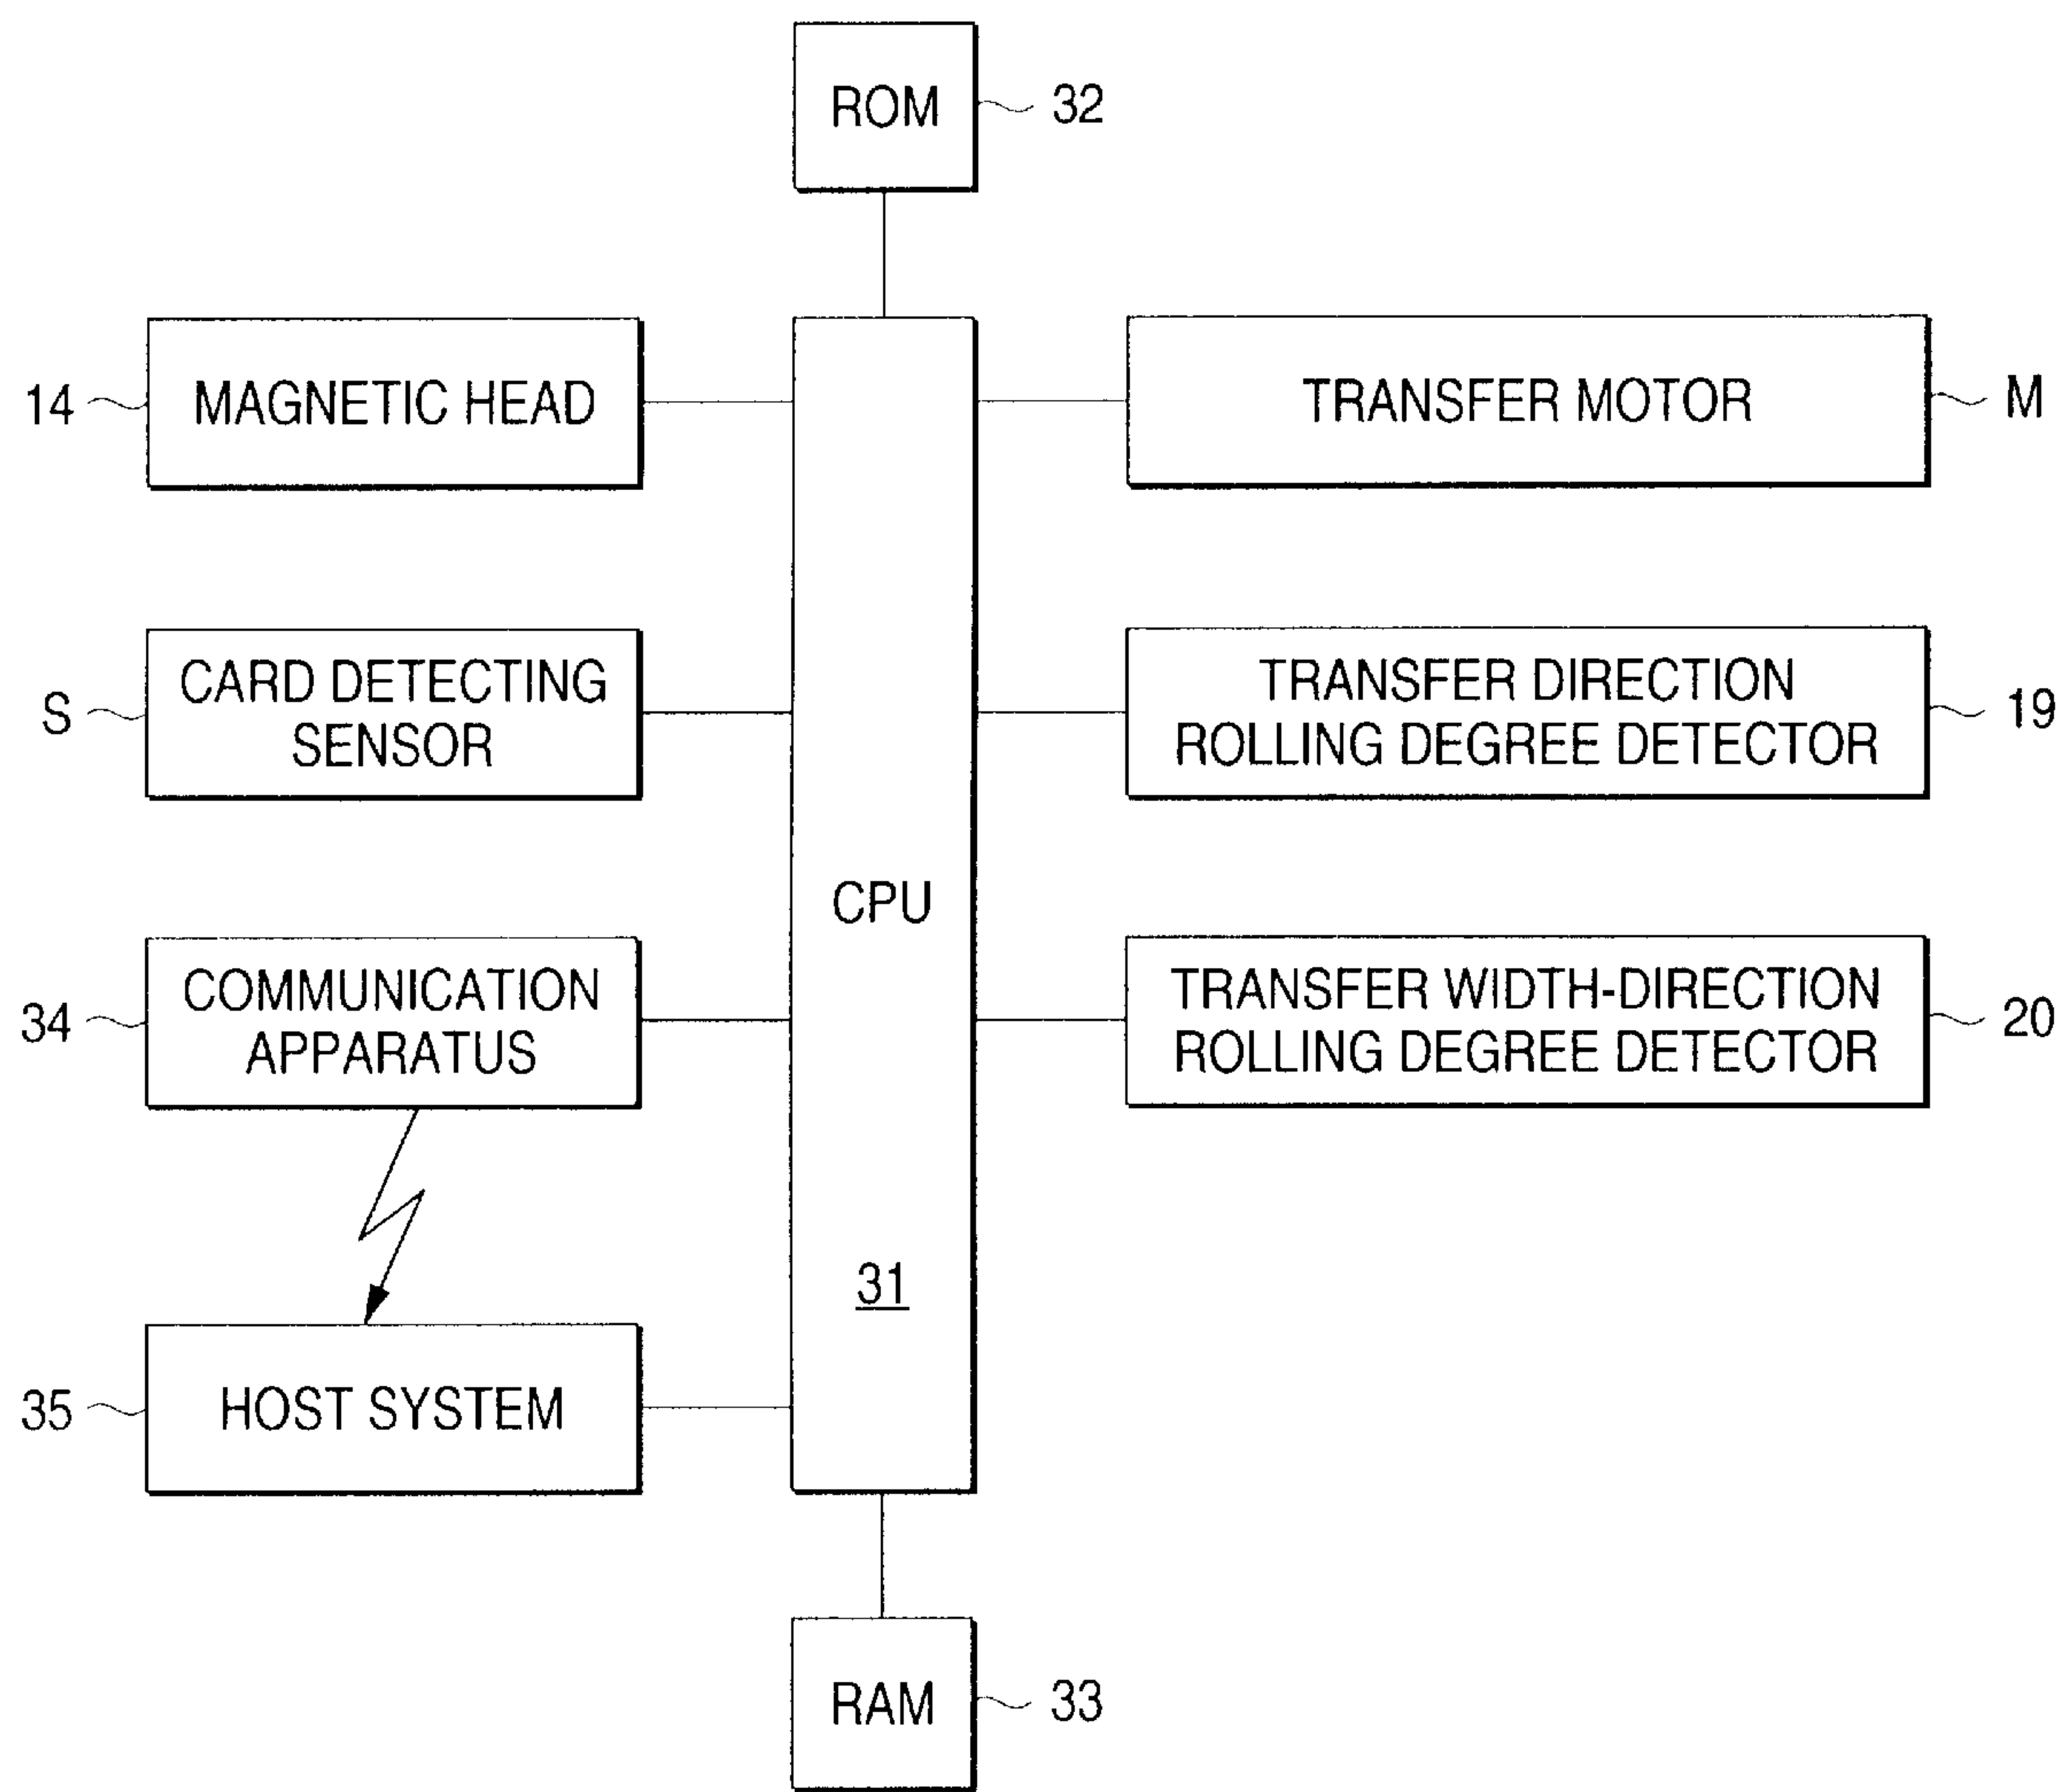 ROM
32
14
MAGNETIC HEAD
TRANSFER MOTOR
M
S
CARD DETECTING
SENSOR
TRANSFER DIRECTION
ROLLING DEGREE DETECTOR
19
CPU
34
COMMUNICATION
APPARATUS
TRANSFER WIDTH-DIRECTION
ROLLING DEGREE DETECTOR
20
31
35
HOST SYSTEM
RAM
33